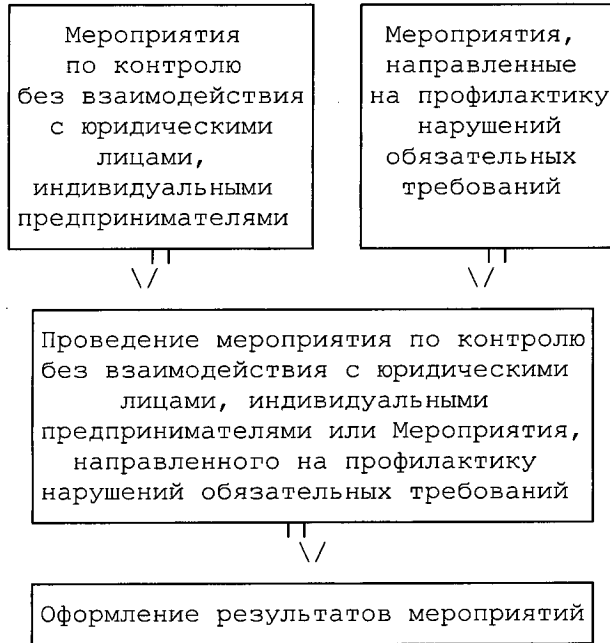 Мероприятия
по контролю
без взаимодействия
с юридическими
лицами,
индивидуальными
предпринимателями
Мероприятия,
направленные
на профилактику
нарушений
обязательных
требований
Проведение мероприятия по контролю
без взаимодействия с юридическими
лицами, индивидуальными
предпринимателями или Мероприятия,
направленного на профилактику
нарушений обязательных требований
Оформление результатов мероприятий